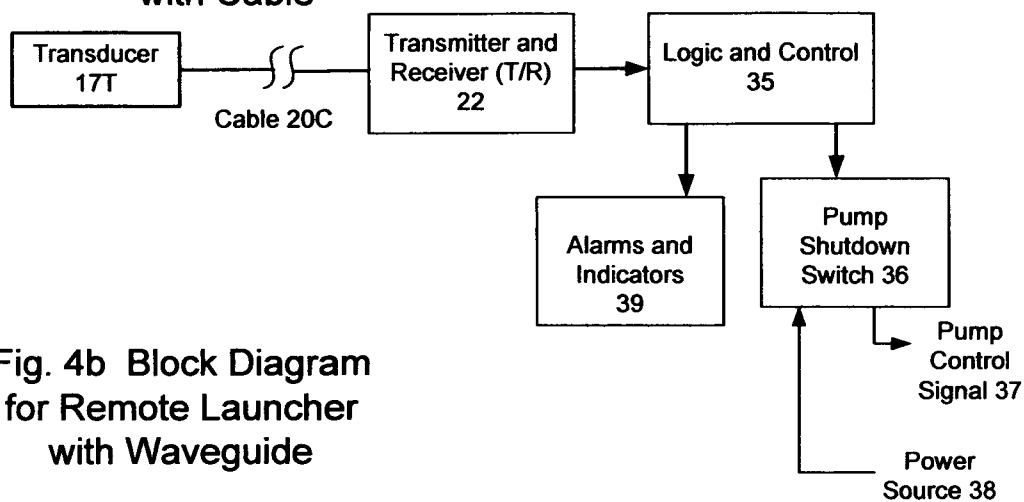 with Cable
Transducer
17T
Cable 20C
Transmitter and
Receiver (T/R)
22
Logic and Control
35
Alarms and
Indicators
39
Pump
Shutdown
Switch 36
Pump
Control
Signal 37
Power
Source 38
Fig. 4b Block Diagram
for Remote Launcher
with Waveguide